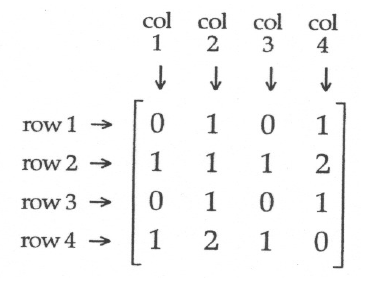 col col col col
1 2 3 4
↓ ↓ ↓ ↓
row 1 → 0 1 0 1
row 2 → 1 1 1 2
row 3 → 0 1 0 1
row 4 → 1 2 1 0